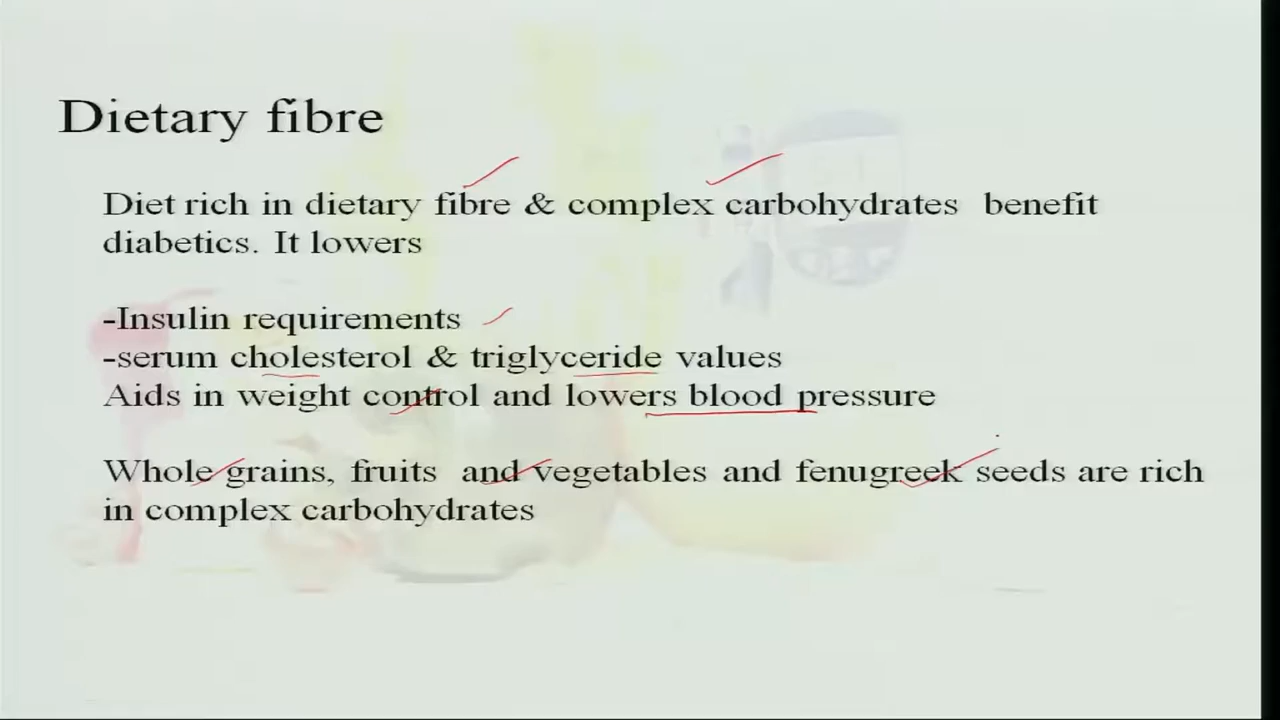 Dietary fibre
Diet rich in dietary fibre & complex carbohydrates benefit
diabetics. It lowers
-Insulin requirements
-serum cholesterol & triglyceride values
Aids in weight control and lowers blood pressure
Whole grains, fruits and vegetables and fenugreek seeds are rich
in complex carbohydrates